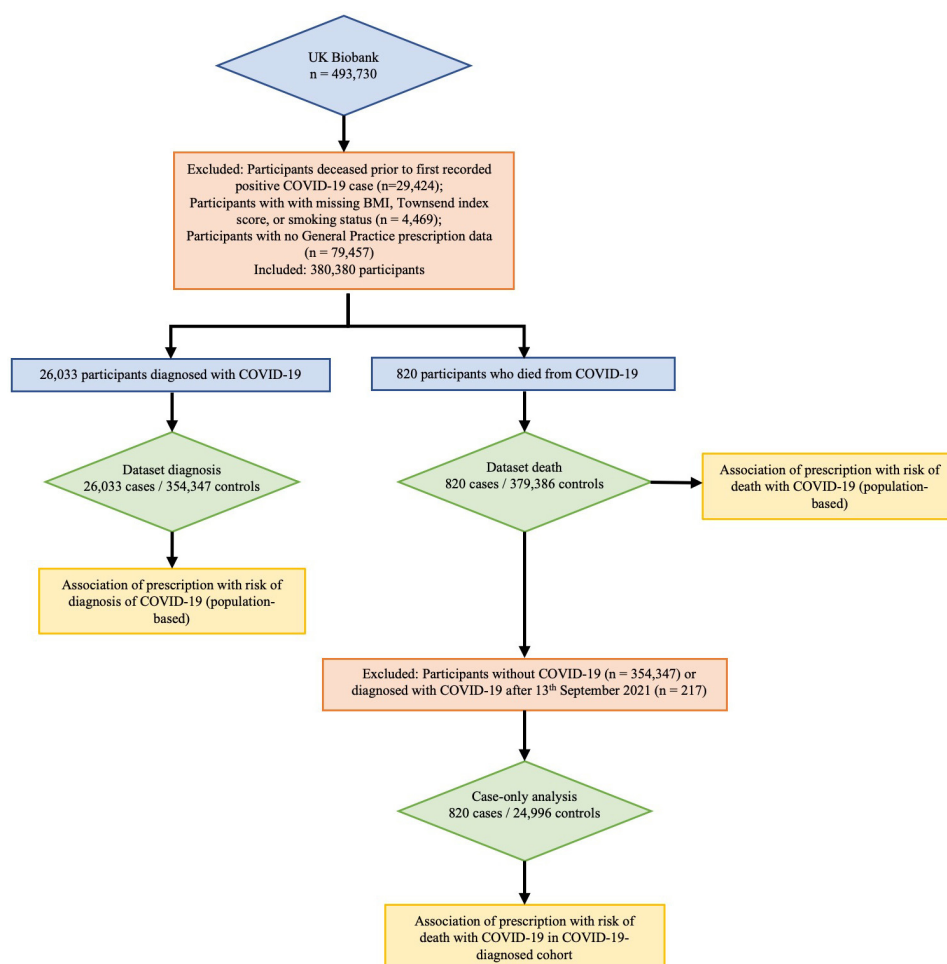 UK Biobank
n = 493,730
Excluded: Participants deceased prior to first recorded
positive COVID-19 case (n=29,424);
Participants with with missing BMI, Townsend index
score, or smoking status (n = 4,469);
Participants with no General Practice prescription data
(n = 79,457)
Included: 380,380 participants
26,033 participants diagnosed with COVID-19
820 participants who died from COVID-19
Dataset diagnosis
26,033 cases / 354,347 controls
Dataset death
820 cases / 379,386 controls
Association of prescription with risk of
death with COVID-19 (population-
based)
Association of prescription with risk of
diagnosis of COVID-19 (population-
based)
Excluded: Participants without COVID-19 (n = 354,347) or
diagnosed with COVID-19 after 13th September 2021 (n = 217)
Case-only analysis
820 cases / 24,996 controls
Association of prescription with risk of
death with COVID-19 in COVID-19-
diagnosed cohort